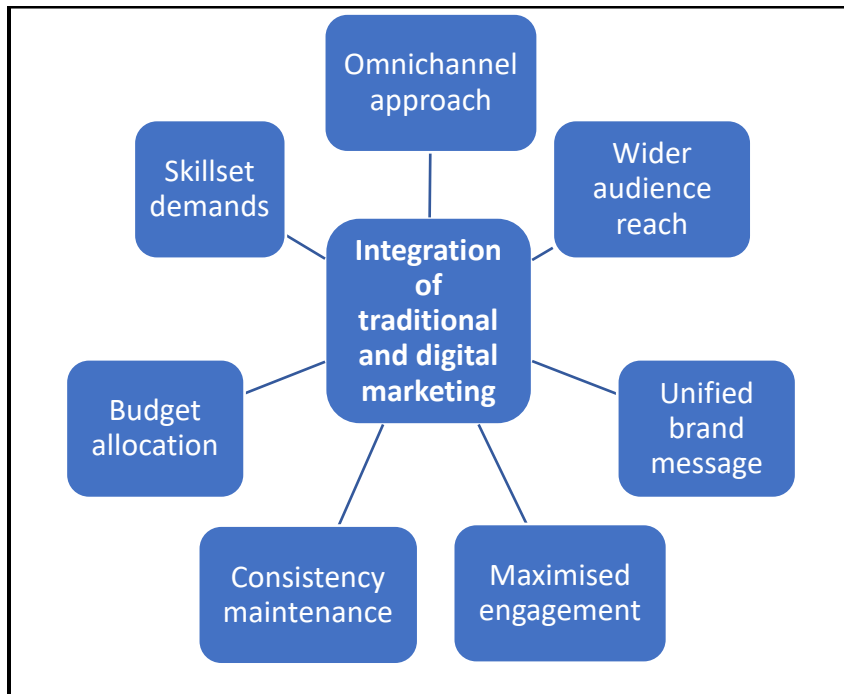 Omnichannel
approach
Wider
audience
reach
Skillset
demands
Integration
of
traditional
and digital
marketing
Unified
brand
message
Budget
allocation
Maximised
engagement
Consistency
maintenance